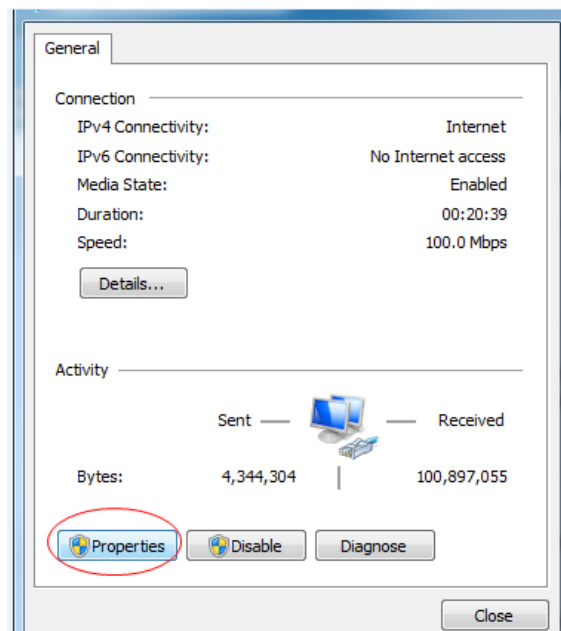 General
Connection
IPv4 Connectivity: Internet
IPv6 Connectivity: No Internet access
Media State: Enabled
Duration: 00:20:39
Speed: 100.0 Mbps
Details...
Activity
Sent Received
Bytes: 4,344,304 100,897,055
Properties Disable Diagnose
Close